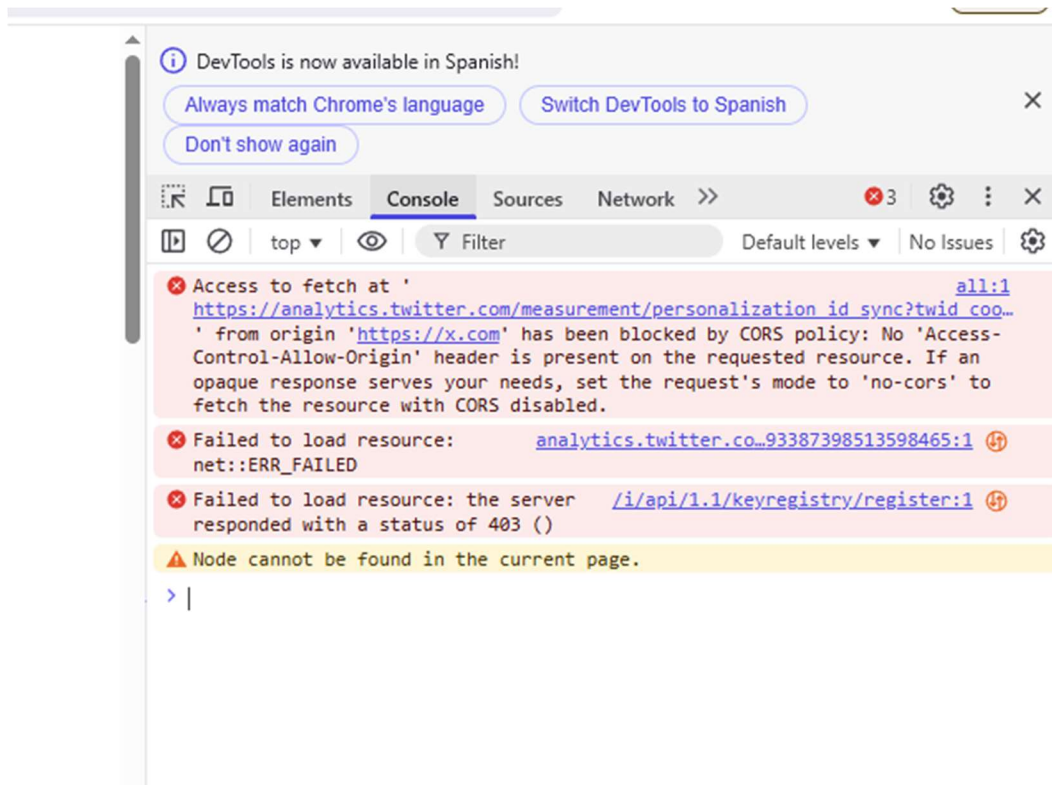 DevTools is now available in Spanish!
Always match Chrome's language
Switch DevTools to Spanish
Don't show again
Elements
Console
Sources
Network
3
top
Filter
Default levels
No Issues
Access to fetch at '
all:1
https://analytics.twitter.com/measurement/personalization_id_sync?twid_coo…
' from origin 'https://x.com' has been blocked by CORS policy: No 'Access-
Control-Allow-Origin' header is present on the requested resource. If an
opaque response serves your needs, set the request's mode to 'no-cors' to
fetch the resource with CORS disabled.
Failed to load resource:
analytics.twitter.co…93387398513598465:1
net::ERR_FAILED
Failed to load resource: the server
/i/api/1.1/keyregistry/register:1
responded with a status of 403 ()
Node cannot be found in the current page.